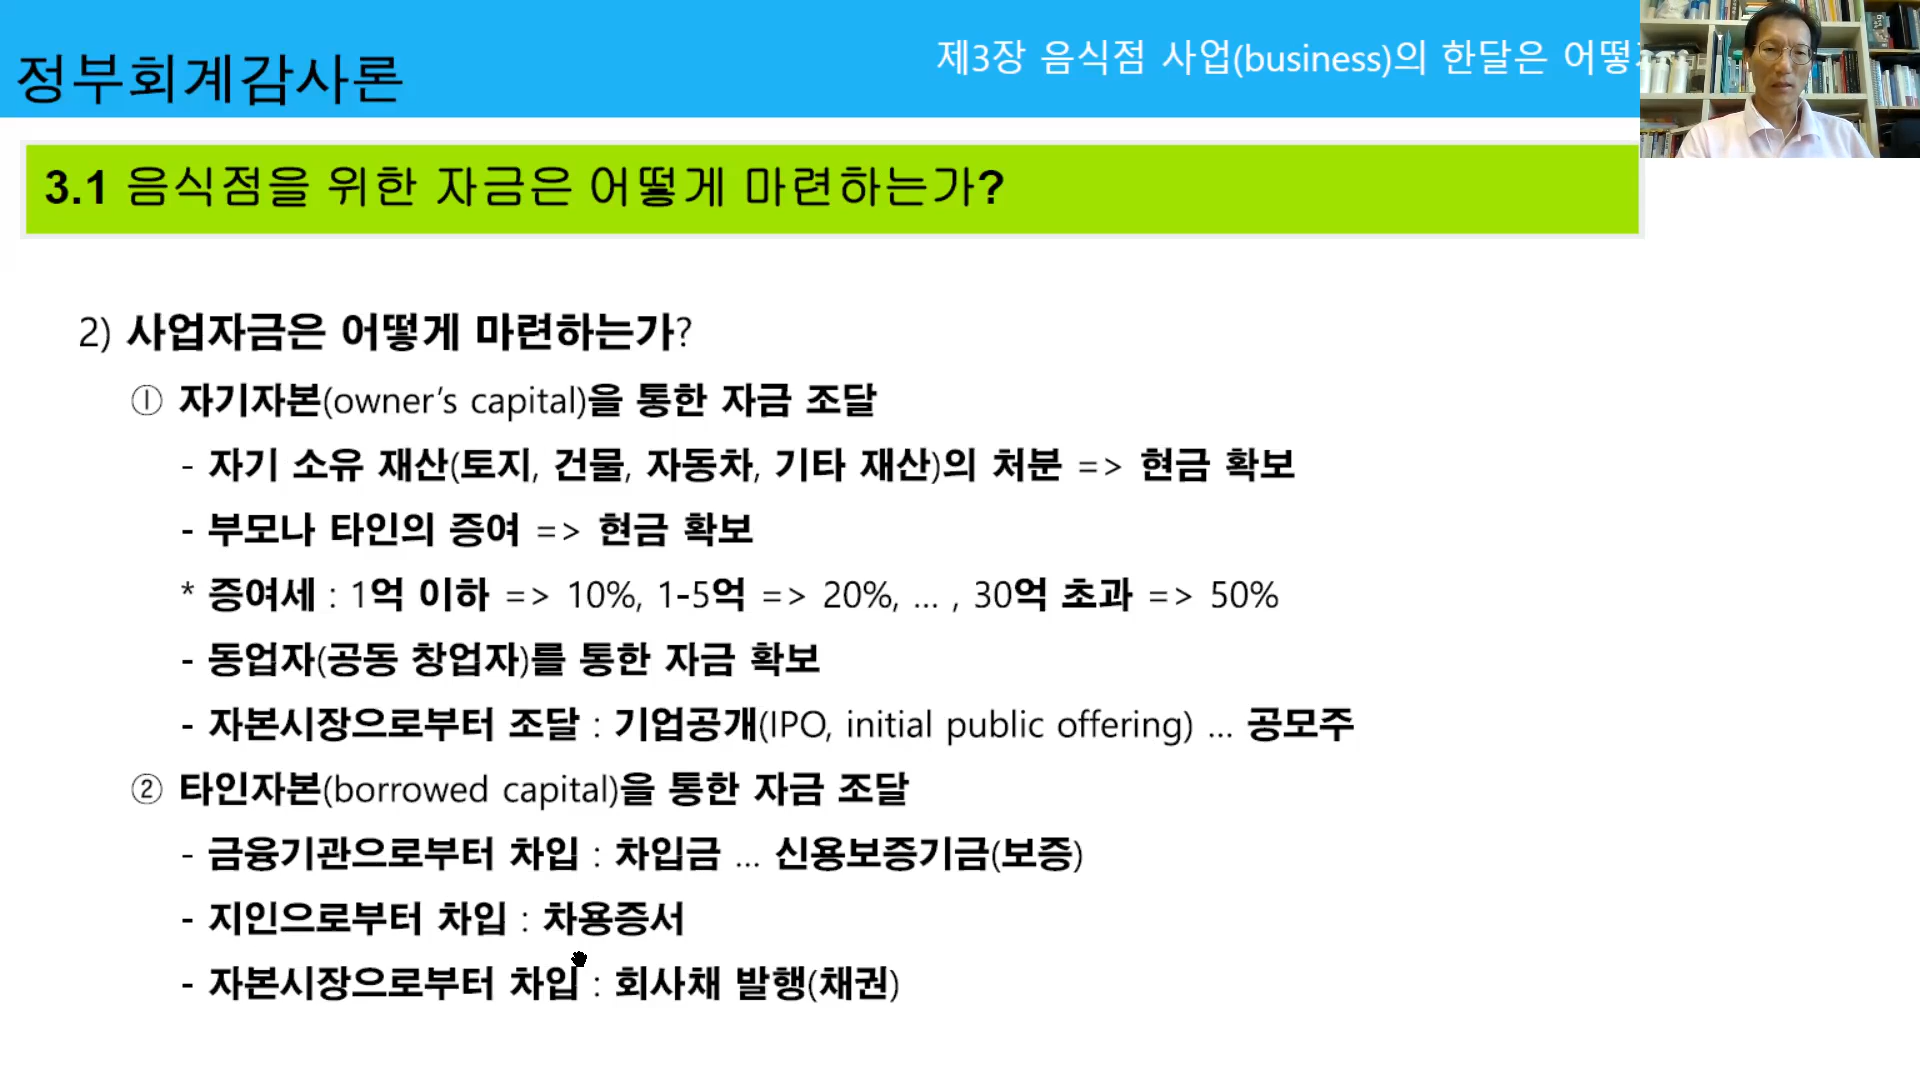 정부회계감사론
제3장 음식점 사업(business)의 한달은
3.1 음식점을 위한 자금은 어떻게 마련하는가?
2) 사업자금은 어떻게 마련하는가?
① 자기자본(owner’s capital)을 통한 자금 조달
- 자기 소유 재산(토지, 건물, 자동차, 기타 재산)의 처분 => 현금 확보
- 부모나 타인의 증여 => 현금 확보
* 증여세 : 1억 이하 => 10%, 1-5억 => 20%, ... , 30억 초과 => 50%
- 동업자(공동 창업자)를 통한 자금 확보
- 자본시장으로부터 조달 : 기업공개(IPO, initial public offering) ... 공모주
② 타인자본(borrowed capital)을 통한 자금 조달
- 금융기관으로부터 차입 : 차입금 ... 신용보증기금(보증)
- 지인으로부터 차입 : 차용증서
- 자본시장으로부터 차입 : 회사채 발행(채권)